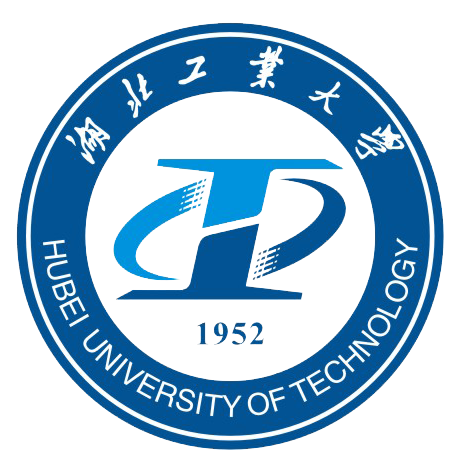 湖北工業大學
1952
HUBEI UNIVERSITY OF TECHNOLOGY